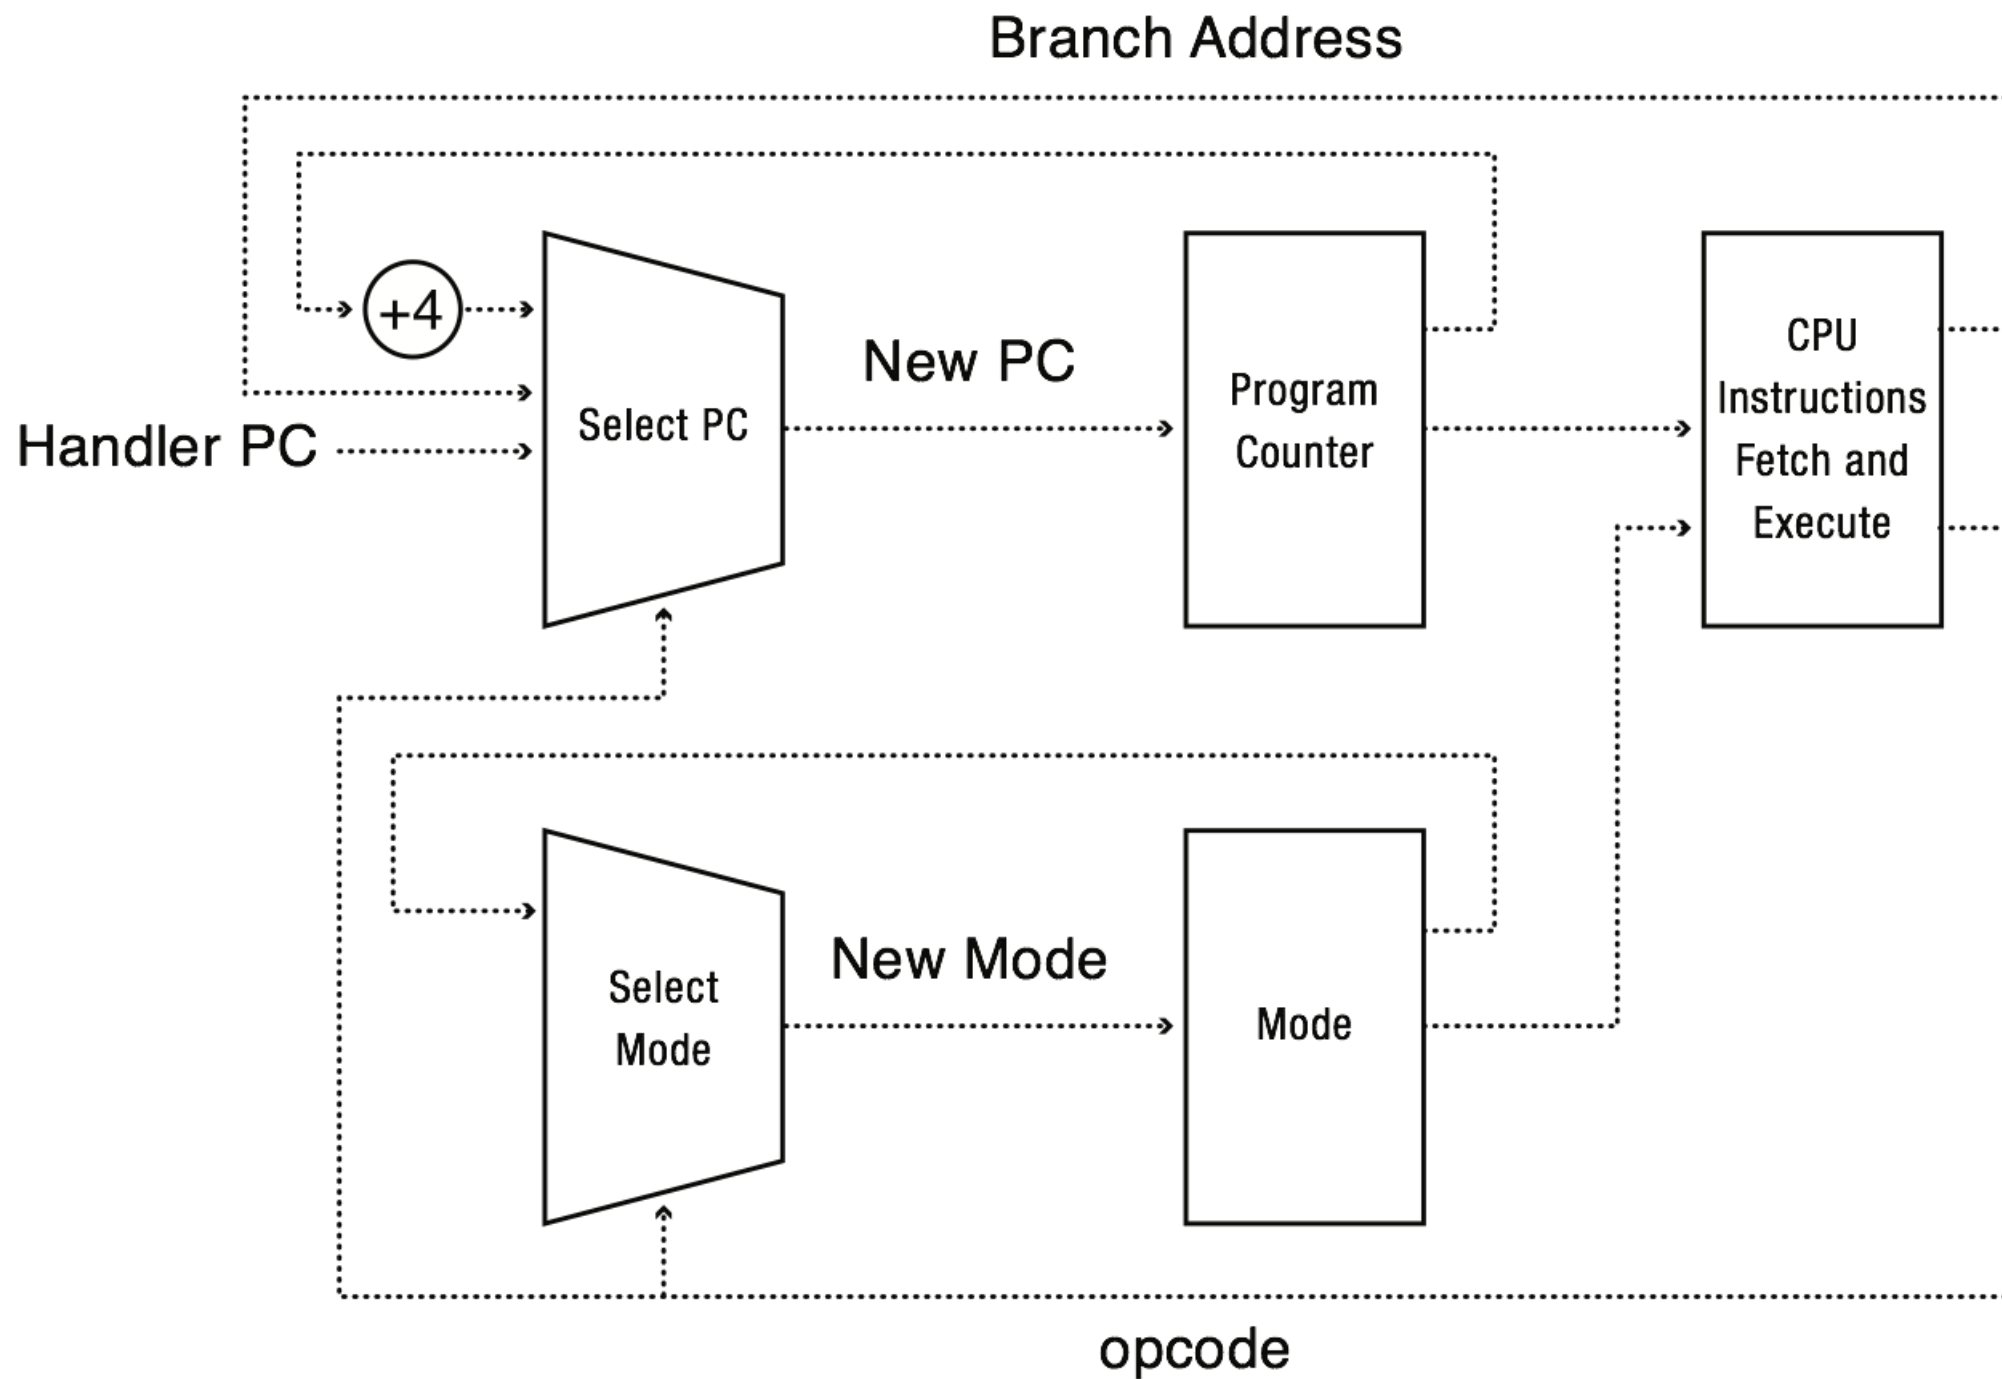 Branch Address
+4
Handler PC
Select PC
New PC
Program
Counter
CPU
Instructions
Fetch and
Execute
Select
Mode
New Mode
Mode
opcode